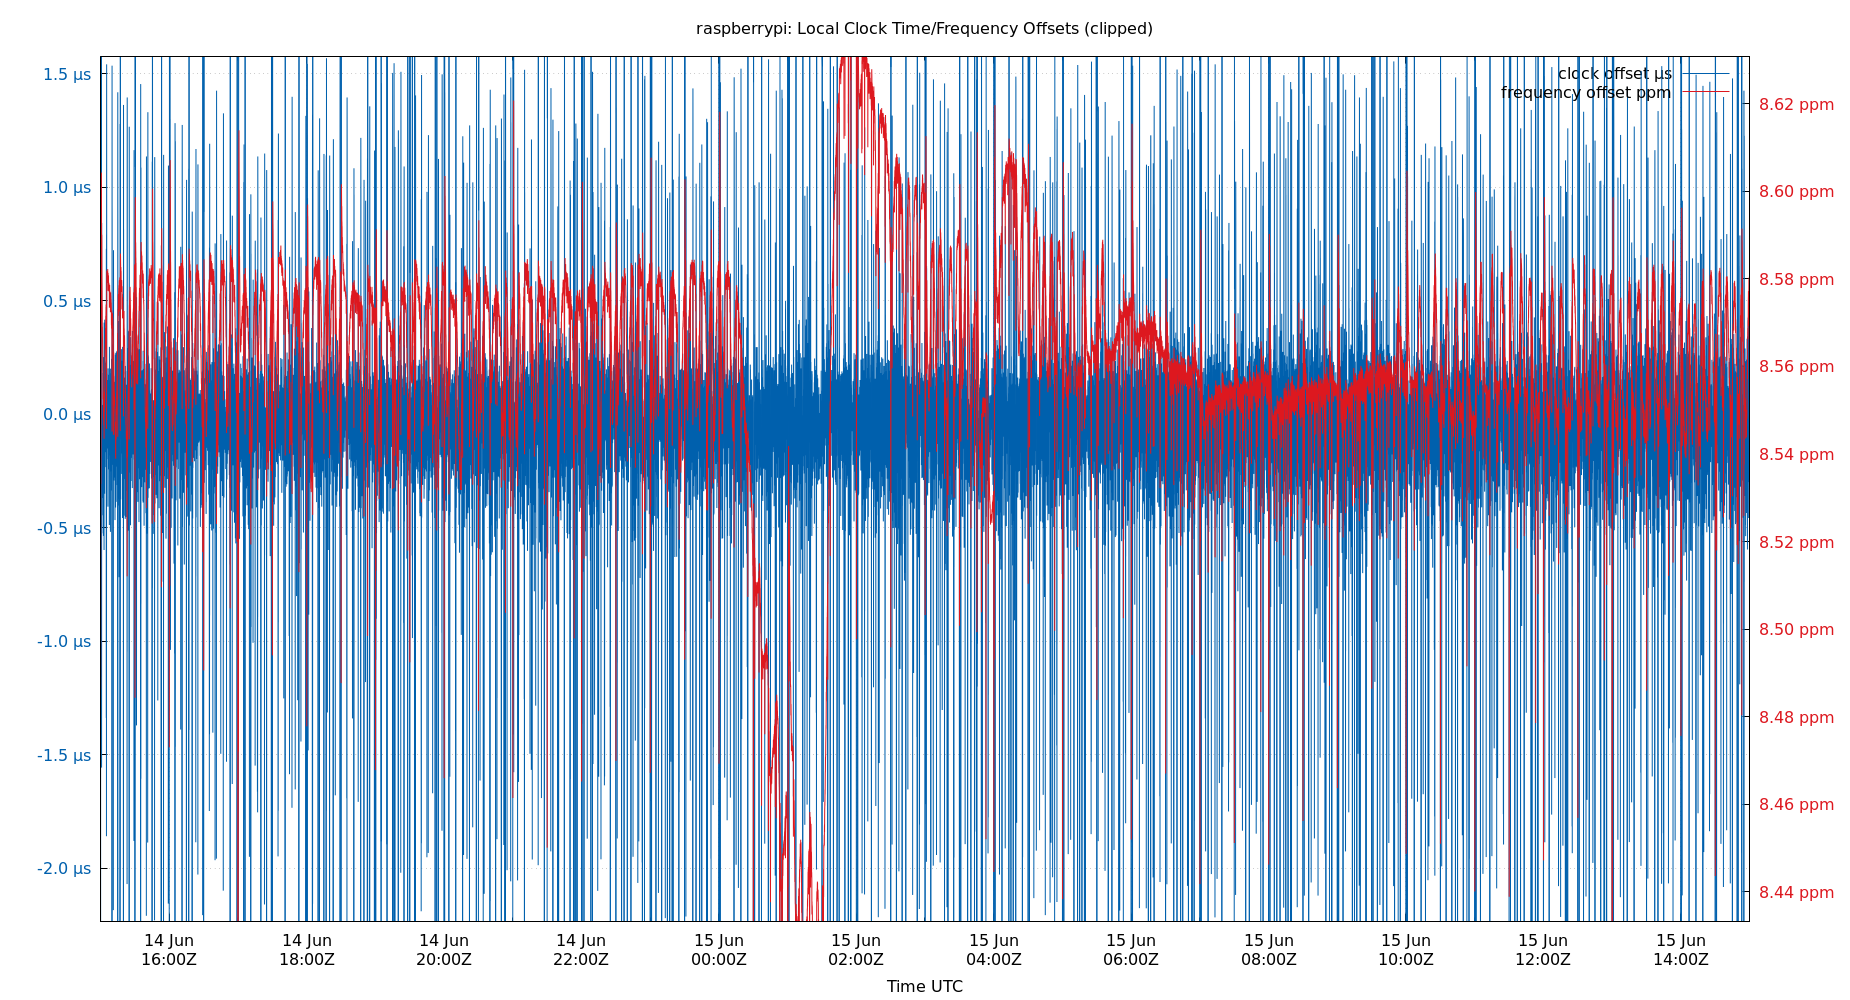 raspberrypi: Local Clock Time/Frequency Offsets (clipped)
clock offset µs
frequency offset ppm
1.5 µs
1.0 µs
0.5 µs
0.0 µs
-0.5 µs
-1.0 µs
-1.5 µs
-2.0 µs
8.62 ppm
8.60 ppm
8.58 ppm
8.56 ppm
8.54 ppm
8.52 ppm
8.50 ppm
8.48 ppm
8.46 ppm
8.44 ppm
14 Jun 14 Jun 14 Jun 14 Jun 15 Jun 15 Jun 15 Jun 15 Jun 15 Jun 15 Jun 15 Jun 15 Jun
16:00Z 18:00Z 20:00Z 22:00Z 00:00Z 02:00Z 04:00Z 06:00Z 08:00Z 10:00Z 12:00Z 14:00Z
Time UTC